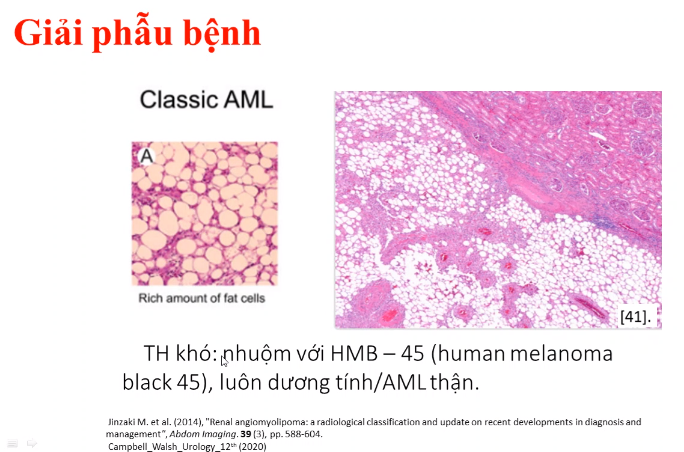 Giải phẫu bệnh
Classic AML
A
Rich amount of fat cells
[41].
TH khó: nhuộm với HMB – 45 (human melanoma
black 45), luôn dương tính/AML thận.
Jinzaki M. et al. (2014), "Renal angiomyolipoma: a radiological classification and update on recent developments in diagnosis and
management", Abdom Imaging. 39 (3), pp. 588-604.
Campbell_Walsh_Urology_12ᵗʰ (2020)